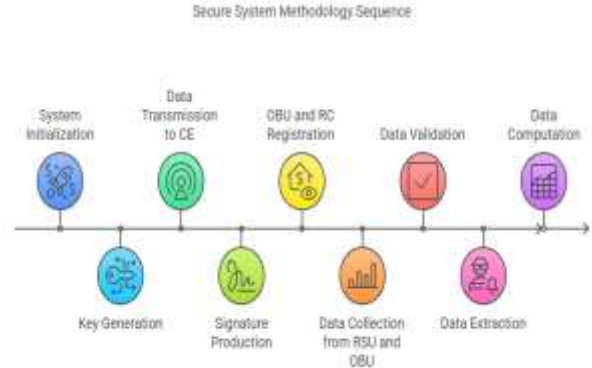 Secure System Methodology Sequence
System
Initialization
Data
Transmission
to CE
OBU and RC
Registration
Data Validation
Data
Computation
Key Generation
Signature
Production
Data Collection
from RSU and
OBU
Data Extraction